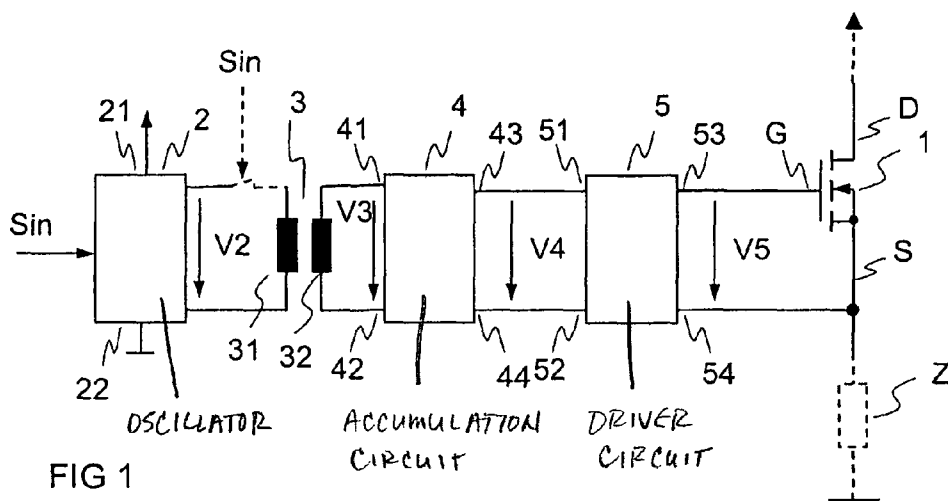 Sin
21 2 3 41 4 43 51 5 53 G D
1
Sin
V2 V3 V4 V5
S
22 31 32 42 44 52 54 Z
OSCILLATOR ACCUMULATION DRIVER
CIRCUIT CIRCUIT
FIG 1